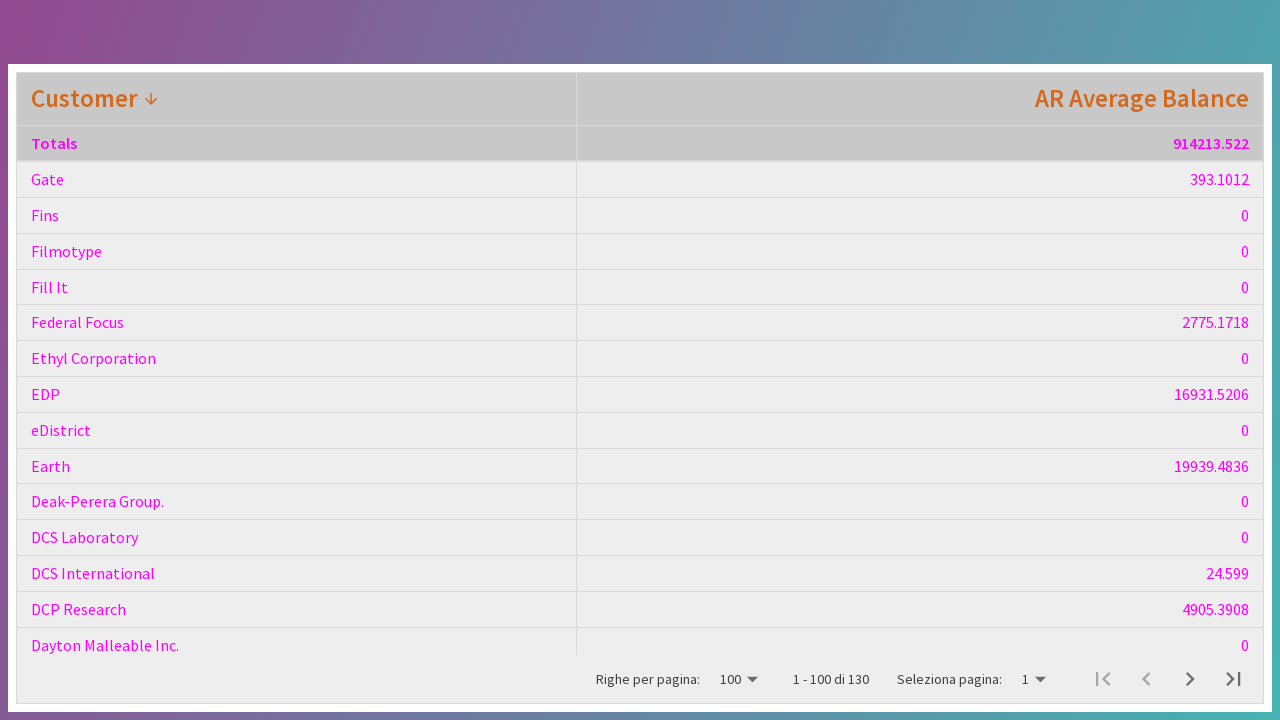 Customer AR Average Balance
Totals 914213.522
Gate 393.1012
Fins 0
Filmotype 0
Fill It 0
Federal Focus 2775.1718
Ethyl Corporation 0
EDP 16931.5206
eDistrict 0
Earth 19939.4836
Deak-Perera Group. 0
DCS Laboratory 0
DCS International 24.599
DCP Research 4905.3908
Dayton Malleable Inc. 0
Righe per pagina: 100 1 - 100 di 130 Seleziona pagina: 1